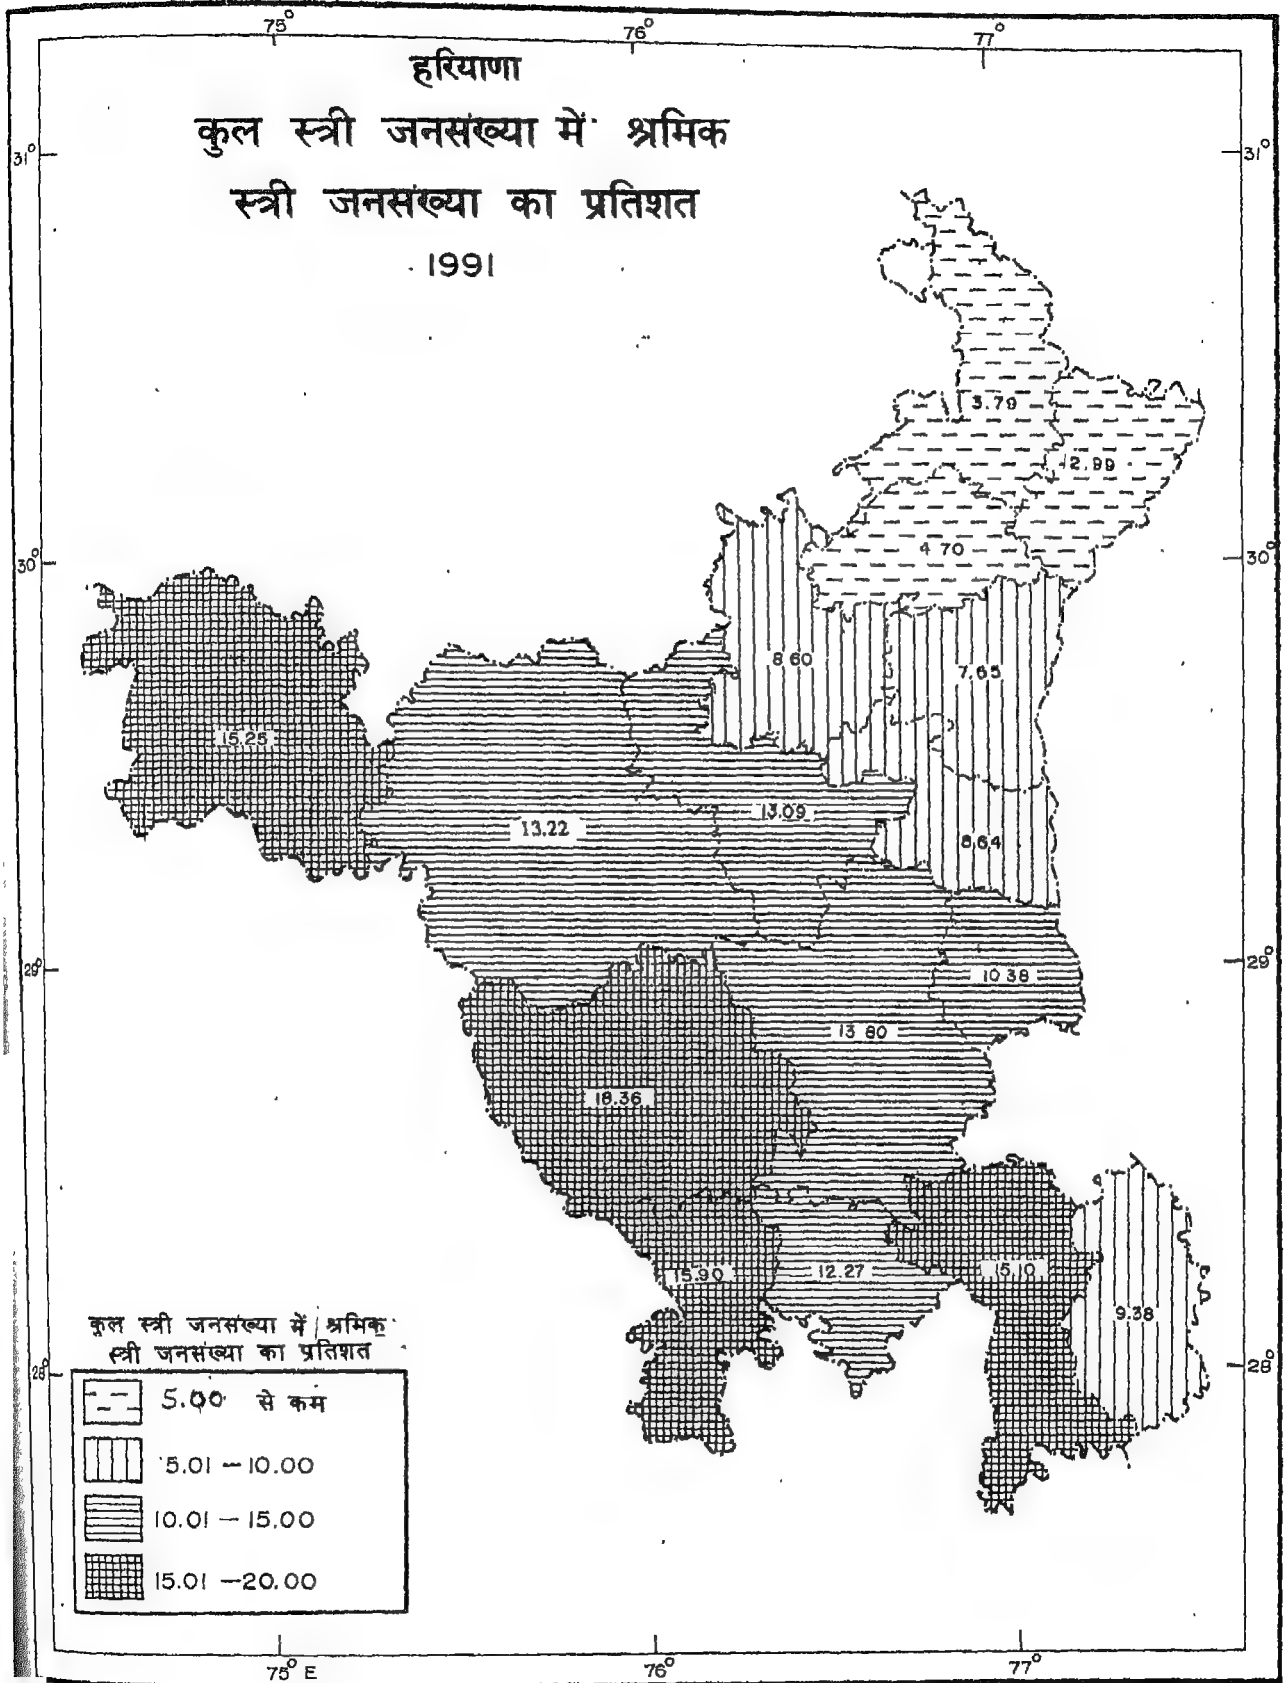 75° 76° 77°
हरियाणा
कुल स्त्री जनसंख्या में श्रमिक
स्त्री जनसंख्या का प्रतिशत
1991
31° 31°
3.79
2.99
4.70
30° 30°
8.60
7.65
15.25
13.09
13.22
8.64
29° 29°
10.38
13.80
18.36
15.90
12.27
15.10
9.38
कुल स्त्री जनसंख्या में श्रमिक
स्त्री जनसंख्या का प्रतिशत
28° 28°
5.00 से कम
5.01 – 10.00
10.01 – 15.00
15.01 – 20.00
75° E 76° 77°